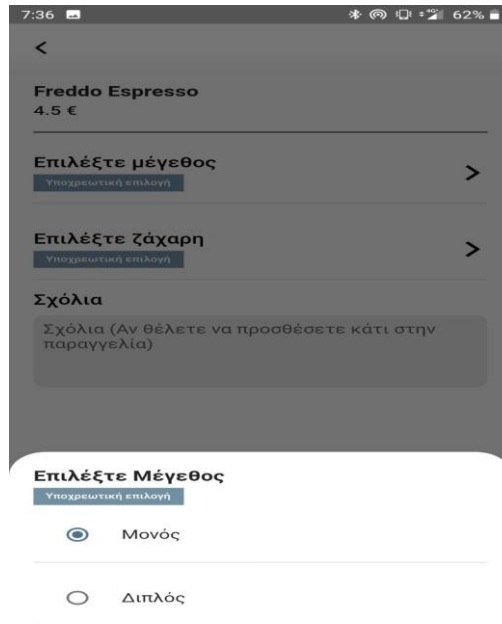 7:36 4G 62%
Freddo Espresso
4.5 €
Επιλέξτε μέγεθος
Υποχρεωτική επιλογή
Επιλέξτε ζάχαρη
Υποχρεωτική επιλογή
Σχόλια
Σχόλια (Αν θέλετε να προσθέσετε κάτι στην
παραγγελία)
Επιλέξτε Μέγεθος
Υποχρεωτική επιλογή
Μονός
Διπλός